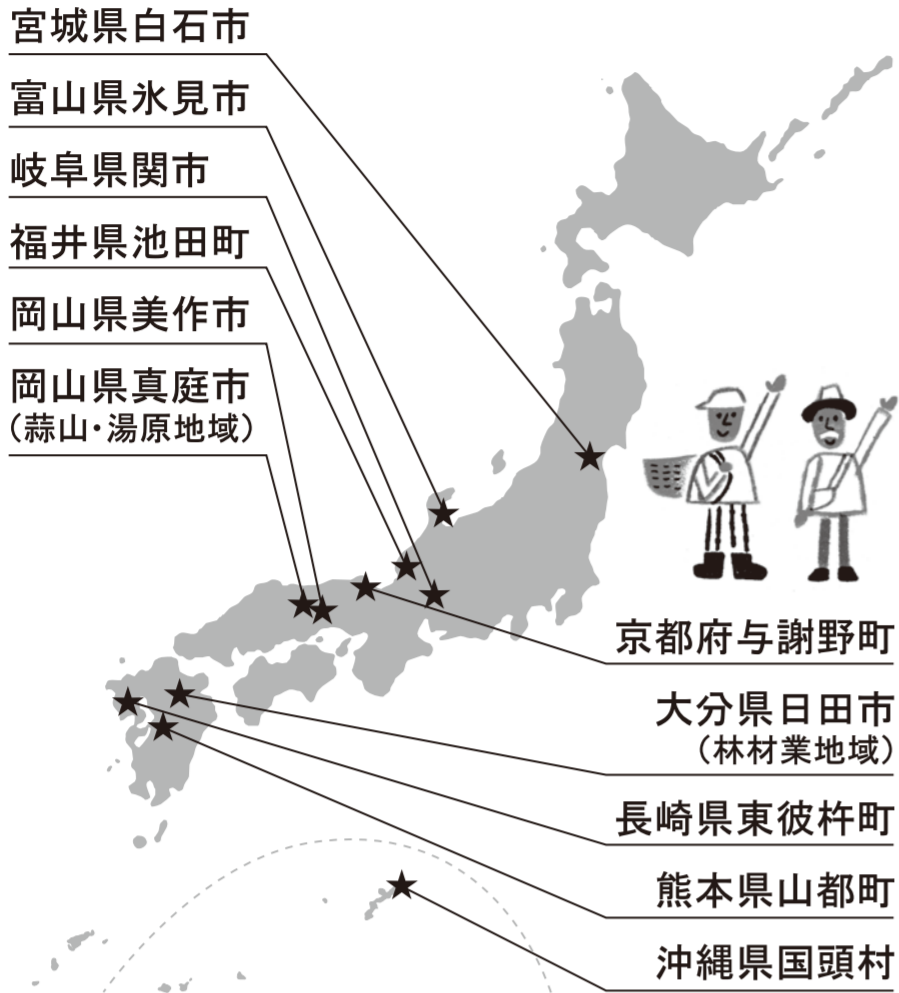 宮城県白石市
富山県氷見市
岐阜県関市
福井県池田町
岡山県美作市
岡山県真庭市
（蒜山・湯原地域）
京都府与謝野町
大分県日田市
（林材業地域）
長崎県東彼杵町
熊本県山都町
沖縄県国頭村